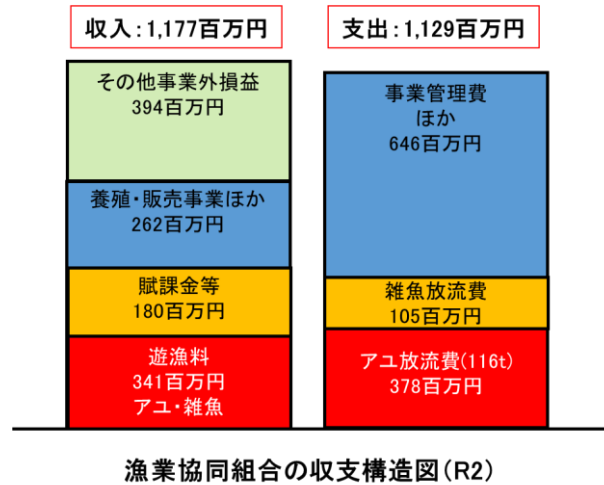 収入：1,177百万円
支出：1,129百万円
その他事業外損益
394百万円
養殖・販売事業ほか
262百万円
賦課金等
180百万円
遊漁料
341百万円
アユ・雑魚
事業管理費
ほか
646百万円
雑魚放流費
105百万円
アユ放流費(116t)
378百万円
漁業協同組合の収支構造図(R2)